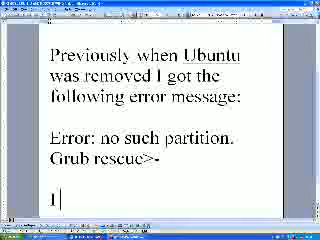 Previously when Ubuntu
was removed I got the
following error message:
Error: no such partition.
Grub rescue>-
I